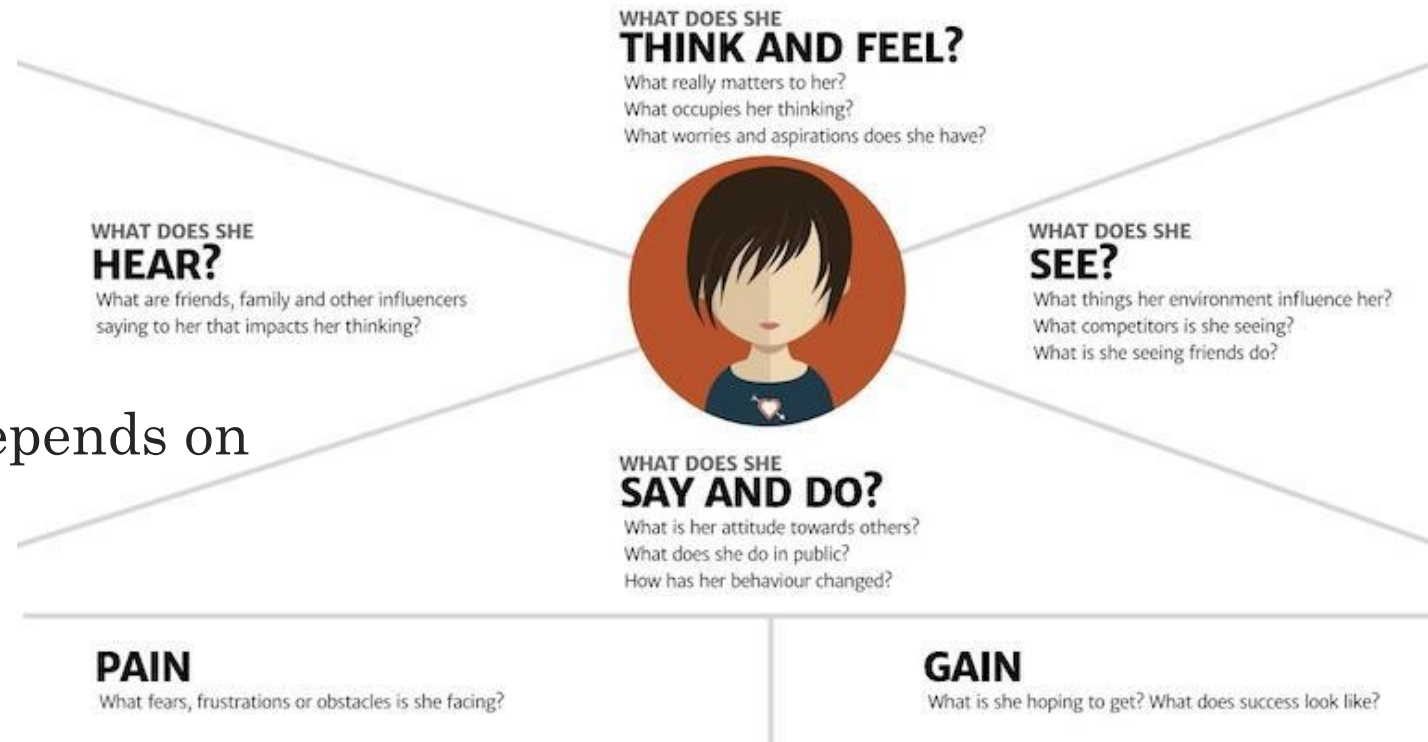 WHAT DOES SHE
THINK AND FEEL?
What really matters to her?
What occupies her thinking?
What worries and aspirations does she have?
WHAT DOES SHE
HEAR?
What are friends, family and other influencers
saying to her that impacts her thinking?
WHAT DOES SHE
SEE?
What things her environment influence her?
What competitors is she seeing?
What is she seeing friends do?
epends on
WHAT DOES SHE
SAY AND DO?
What is her attitude towards others?
What does she do in public?
How has her behaviour changed?
PAIN
What fears, frustrations or obstacles is she facing?
GAIN
What is she hoping to get? What does success look like?